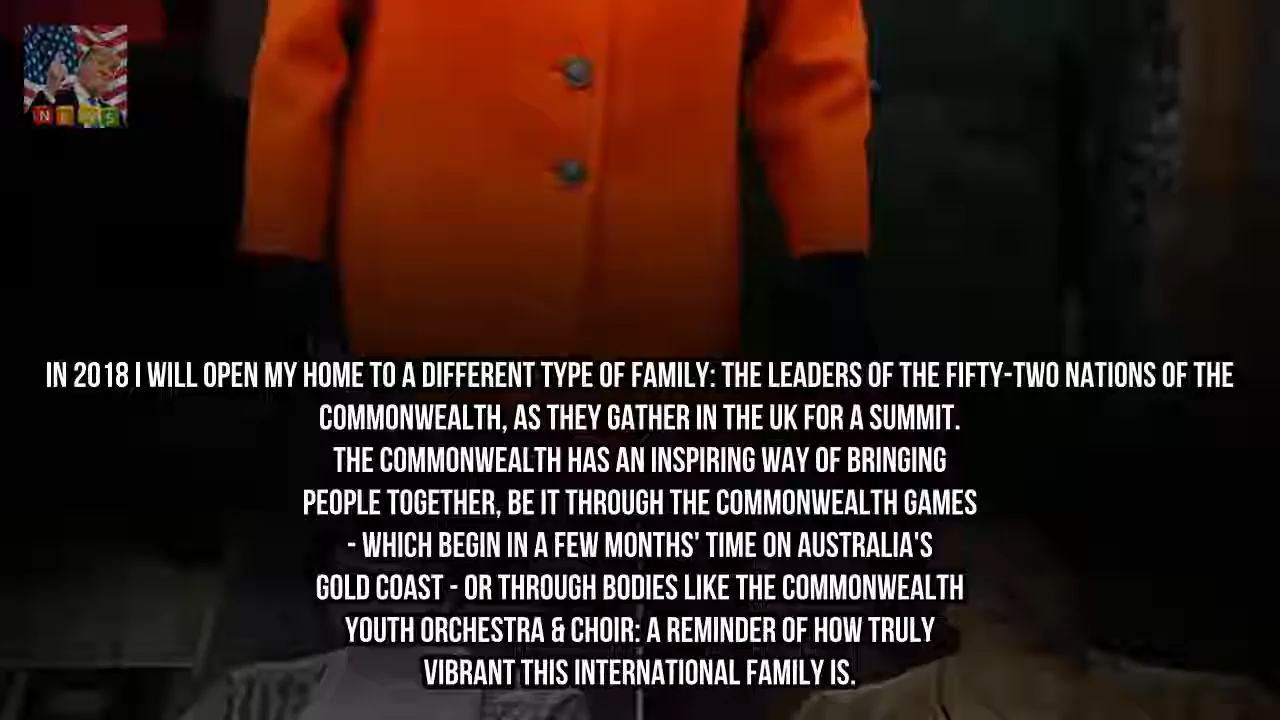 NEWS
IN 2018 I WILL OPEN MY HOME TO A DIFFERENT TYPE OF FAMILY: THE LEADERS OF THE FIFTY-TWO NATIONS OF THE
COMMONWEALTH, AS THEY GATHER IN THE UK FOR A SUMMIT.
THE COMMONWEALTH HAS AN INSPIRING WAY OF BRINGING
PEOPLE TOGETHER, BE IT THROUGH THE COMMONWEALTH GAMES
- WHICH BEGIN IN A FEW MONTHS' TIME ON AUSTRALIA'S
GOLD COAST - OR THROUGH BODIES LIKE THE COMMONWEALTH
YOUTH ORCHESTRA & CHOIR: A REMINDER OF HOW TRULY
VIBRANT THIS INTERNATIONAL FAMILY IS.